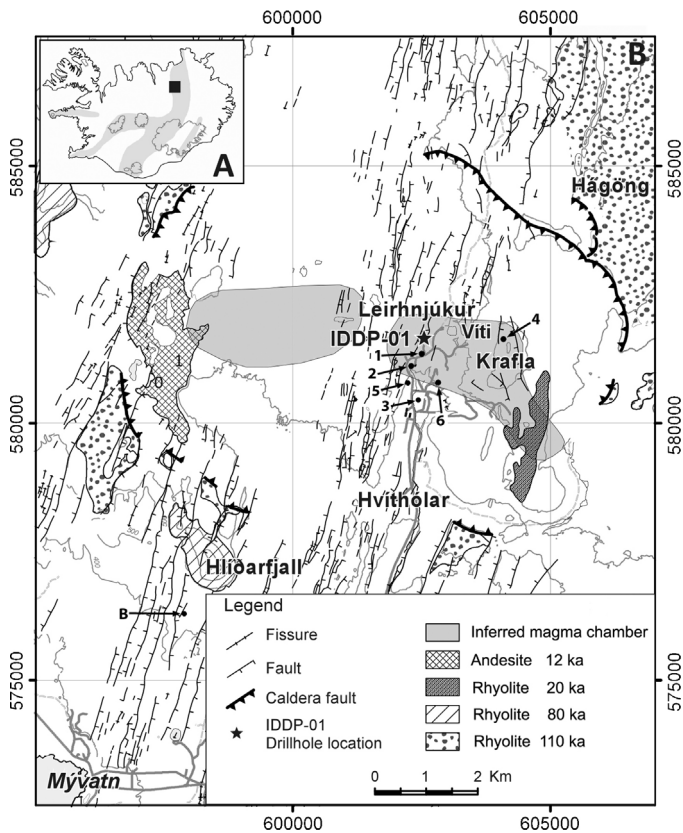 600000 605000
A
B
585000 585000
Hágöng
Leirhnjúkur
IDDP-01
Víti
4
1
Krafla
2
5
3
6
1
0
580000 580000
Hvíthólar
Hlíðarfjall
B
575000 575000
Mývatn
Legend
Fissure
Fault
Caldera fault
IDDP-01
Drillhole location
Inferred magma chamber
Andesite 12 ka
Rhyolite 20 ka
Rhyolite 80 ka
Rhyolite 110 ka
0 1 2 Km
600000 605000